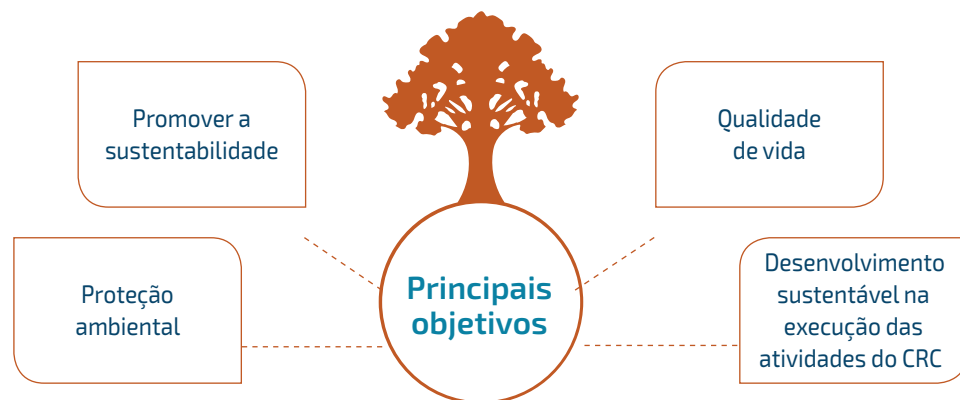 Promover a
sustentabilidade
Qualidade
de vida
Principais
objetivos
Proteção
ambiental
Desenvolvimento
sustentável na
execução das
atividades do CRC